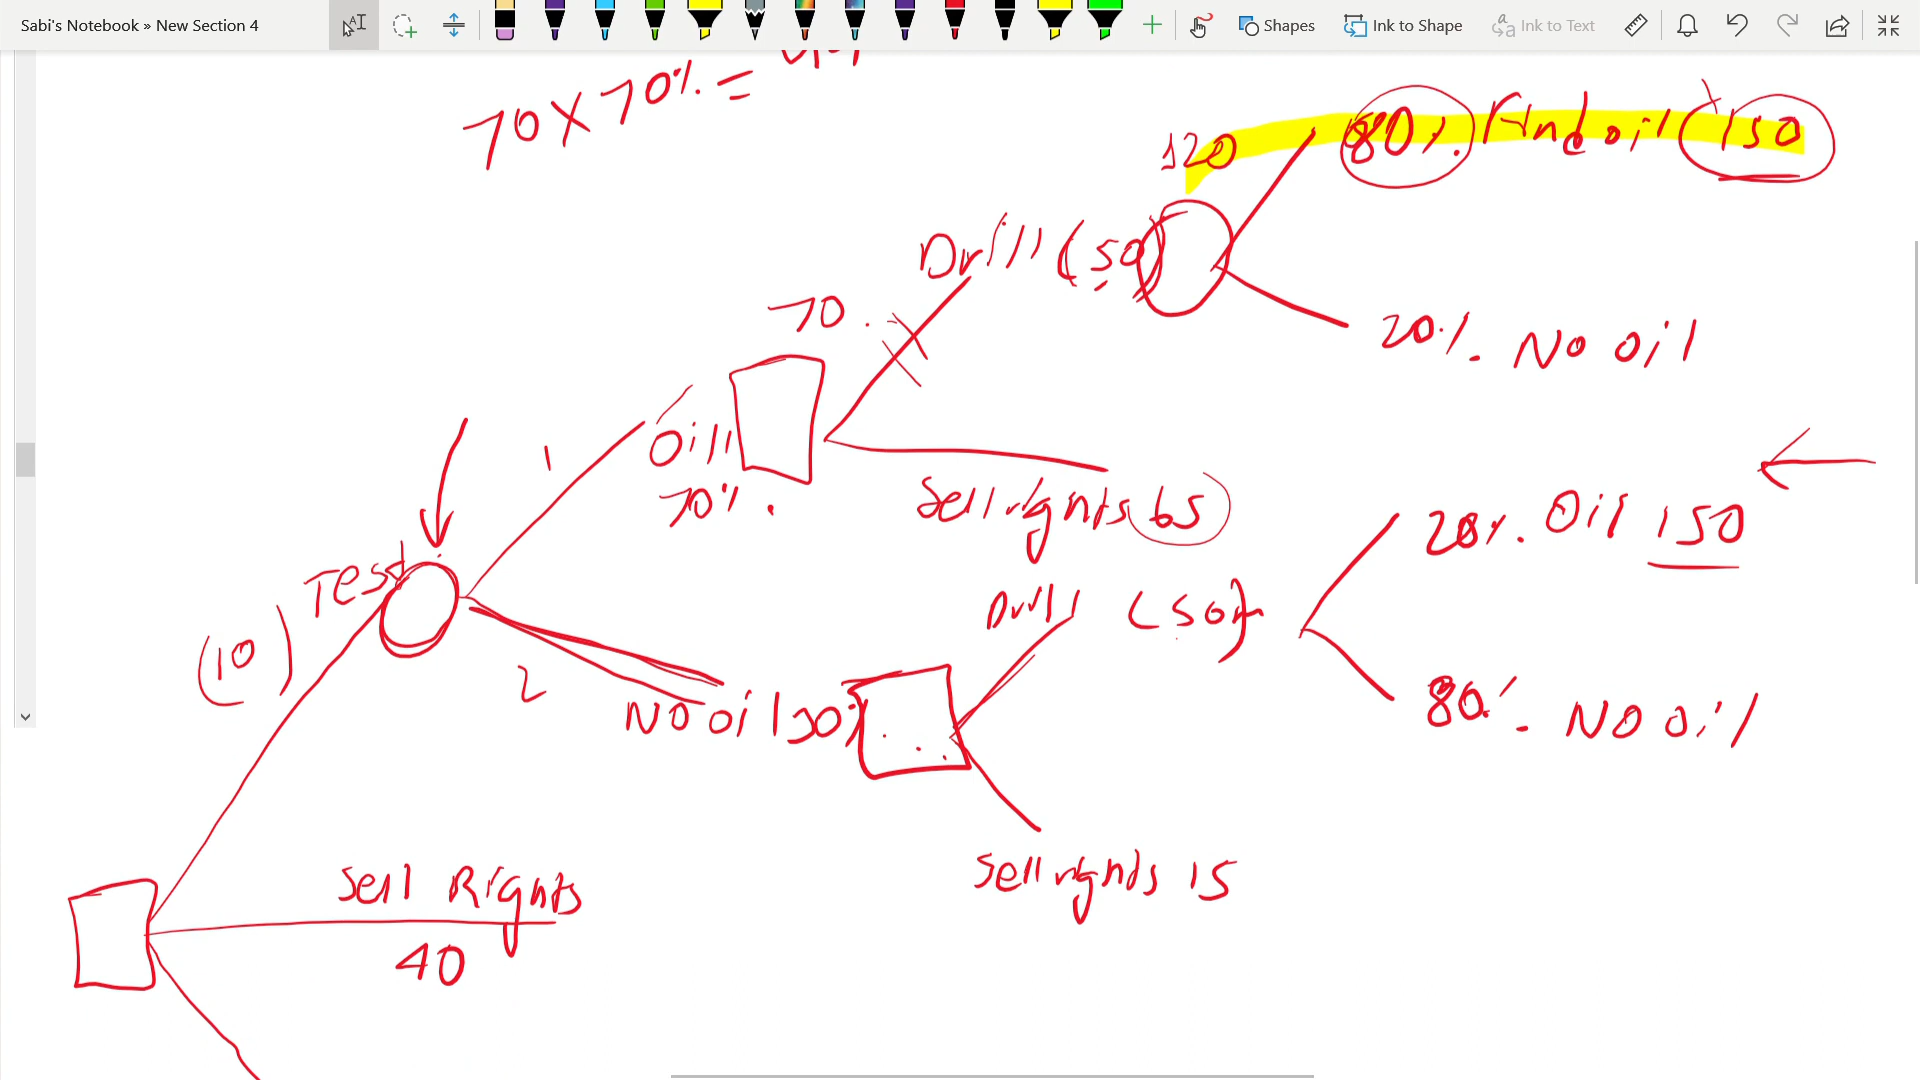 Sabi's Notebook » New Section 4
Shapes
Ink to Shape
Ink to Text
70 X 70% =
120
80% Find oil 150
Drill (50)
20% No oil
70
1
Oil
70%
Sell rights 65
20% Oil 150
Test
(10)
Drill (50)
2
No oil 30%
80% No oil
Sell rights 15
Sell Rights
40